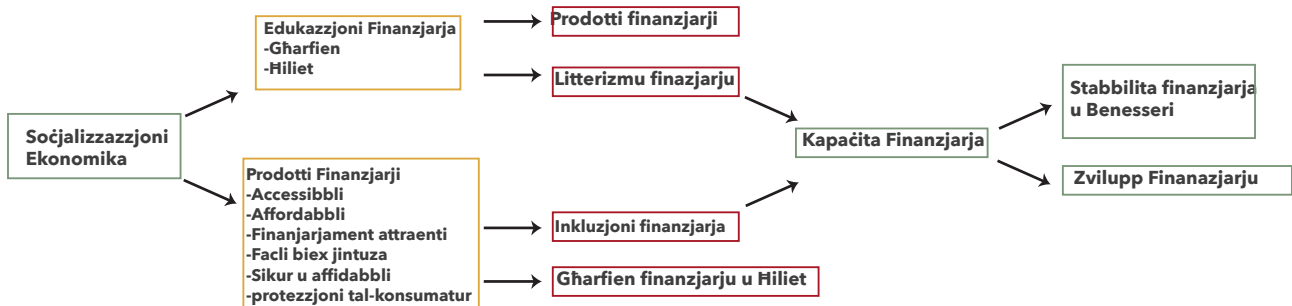 Soċjalizzazzjoni
Ekonomika
Edukazzjoni Finanzjarja
-Għarfien
-Ħiliet
Prodotti Finanzjarji
-Accessibbli
-Affordabbli
-Finanjarjament attraenti
-Facli biex jintuza
-Sikur u affidabbli
-protezzjoni tal-konsumatur
Prodotti finanzjarji
Litterizmu finazjarju
Inkluzjoni finanzjarja
Għarfien finanzjarju u Ħiliet
Kapaċita Finanzjarja
Stabbilita finanzjarja
u Benesseri
Zvilupp Finanazjarju